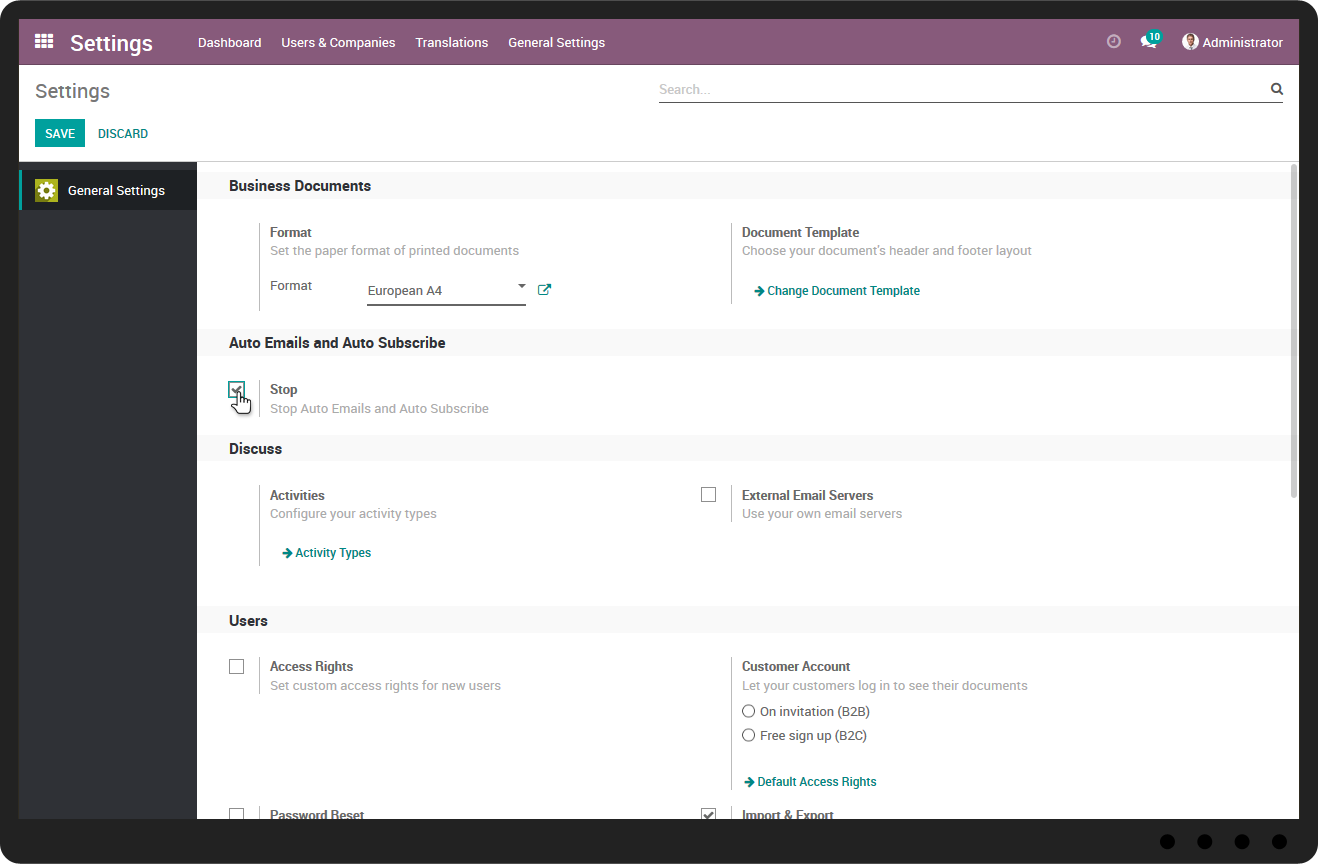 Settings Dashboard Users & Companies Translations General Settings 10 Administrator
Settings Search...
SAVE DISCARD
General Settings
Business Documents
Format
Set the paper format of printed documents
Format European A4
Document Template
Choose your document's header and footer layout
Change Document Template
Auto Emails and Auto Subscribe
Stop
Stop Auto Emails and Auto Subscribe
Discuss
Activities
Configure your activity types
Activity Types
External Email Servers
Use your own email servers
Users
Access Rights
Set custom access rights for new users
Customer Account
Let your customers log in to see their documents
On invitation (B2B)
Free sign up (B2C)
Default Access Rights
Password Reset
Import & Export